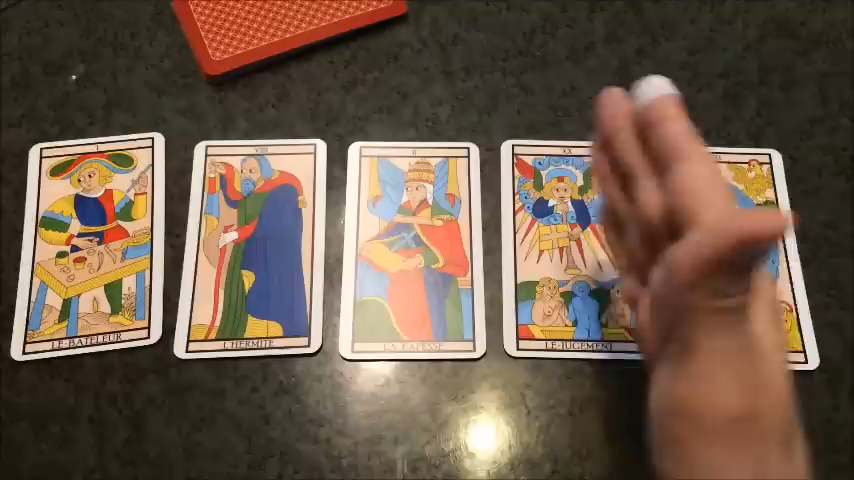 I
LE·BATELEUR
VIIII
L'HERMITE
II
LA PAPESSE
XX
LE·JUGEMENT